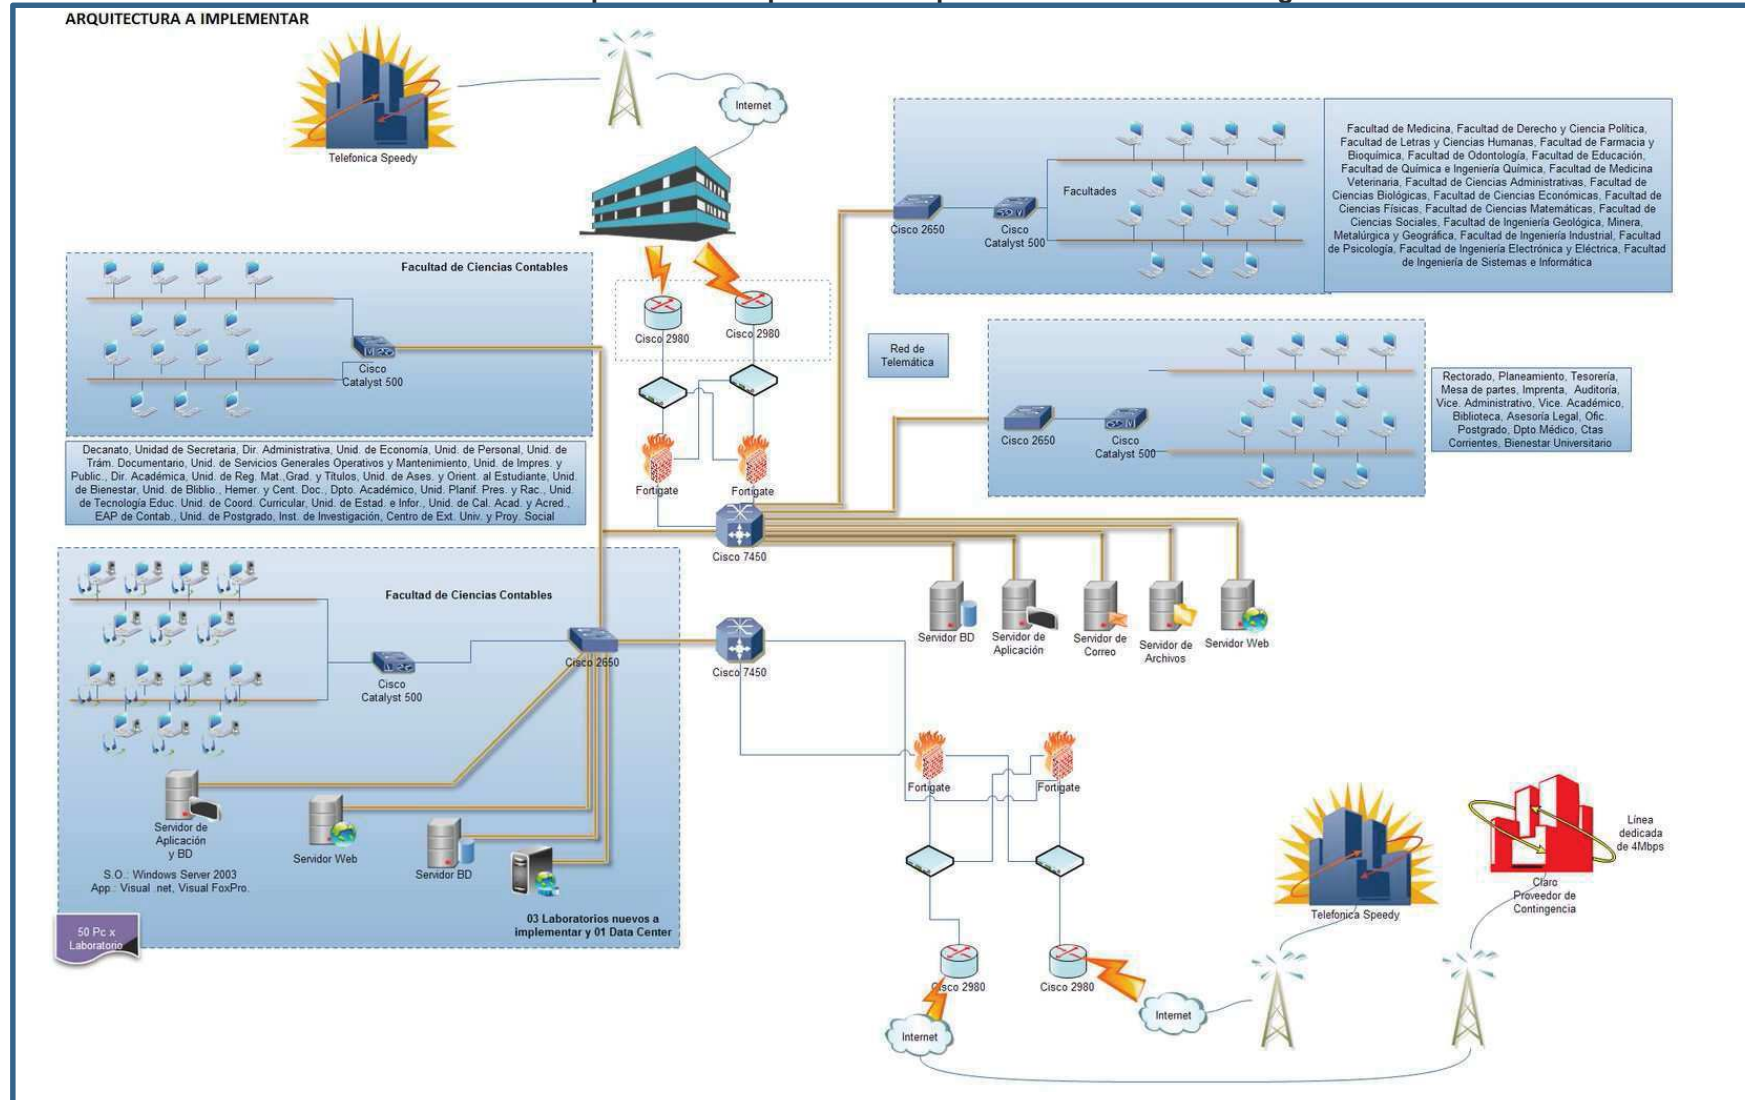 ARQUITECTURA A IMPLEMENTAR
Telefonica Speedy
Internet
Cisco 2980
Cisco 2980
Fortigate
Fortigate
Cisco 7450
Facultad de Ciencias Contables
Cisco
Catalyst 500
Decanato, Unidad de Secretaria, Dir. Administrativa, Unid. de Economía, Unid. de Personal, Unid. de
Trám. Documentario, Unid. de Servicios Generales Operativos y Mantenimiento, Unid. de Impres. y
Public., Dir. Académica, Unid. de Reg. Mat.,Grad. y Títulos, Unid. de Ases. y Orient. al Estudiante, Unid.
de Bienestar, Unid. de Bliblio., Hemer. y Cent. Doc., Dpto. Académico, Unid. Planif. Pres. y Rac., Unid.
de Tecnología Educ. Unid. de Coord. Curricular, Unid. de Estad. e Infor., Unid. de Cal. Acad. y Acred.,
EAP de Contab., Unid. de Postgrado, Inst. de Investigación, Centro de Ext. Univ. y Proy. Social
Cisco 2650
Cisco
Catalyst 500
Facultades
Facultad de Medicina, Facultad de Derecho y Ciencia Política,
Facultad de Letras y Ciencias Humanas, Facultad de Farmacia y
Bioquímica, Facultad de Odontología, Facultad de Educación,
Facultad de Química e Ingeniería Química, Facultad de Medicina
Veterinaria, Facultad de Ciencias Administrativas, Facultad de
Ciencias Biológicas, Facultad de Ciencias Económicas, Facultad de
Ciencias Físicas, Facultad de Ciencias Matemáticas, Facultad de
Ciencias Sociales, Facultad de Ingeniería Geológica, Minera,
Metalúrgica y Geográfica, Facultad de Ingeniería Industrial, Facultad
de Psicología, Facultad de Ingeniería Electrónica y Eléctrica, Facultad
de Ingeniería de Sistemas e Informática
Red de
Telemática
Cisco 2650
Cisco
Catalyst 500
Rectorado, Planeamiento, Tesorería,
Mesa de partes, Imprenta, Auditoría,
Vice. Administrativo, Vice. Académico,
Biblioteca, Asesoría Legal, Ofic.
Postgrado, Dpto.Médico, Ctas
Corrientes, Bienestar Universitario
Servidor BD
Servidor de
Aplicación
Servidor de
Correo
Servidor de
Archivos
Servidor Web
Facultad de Ciencias Contables
Cisco
Catalyst 500
Cisco 2650
Cisco 7450
Servidor de
Aplicación
y BD
S.O.: Windows Server 2003
App.: Visual .net, Visual FoxPro.
Servidor Web
Servidor BD
03 Laboratorios nuevos a
implementar y 01 Data Center
50 Pc x
Laboratorio
Fortigate
Fortigate
Cisco 2980
Cisco 2980
Internet
Internet
Telefonica Speedy
Claro
Proveedor de
Contingencia
Línea
dedicada
de 4Mbps